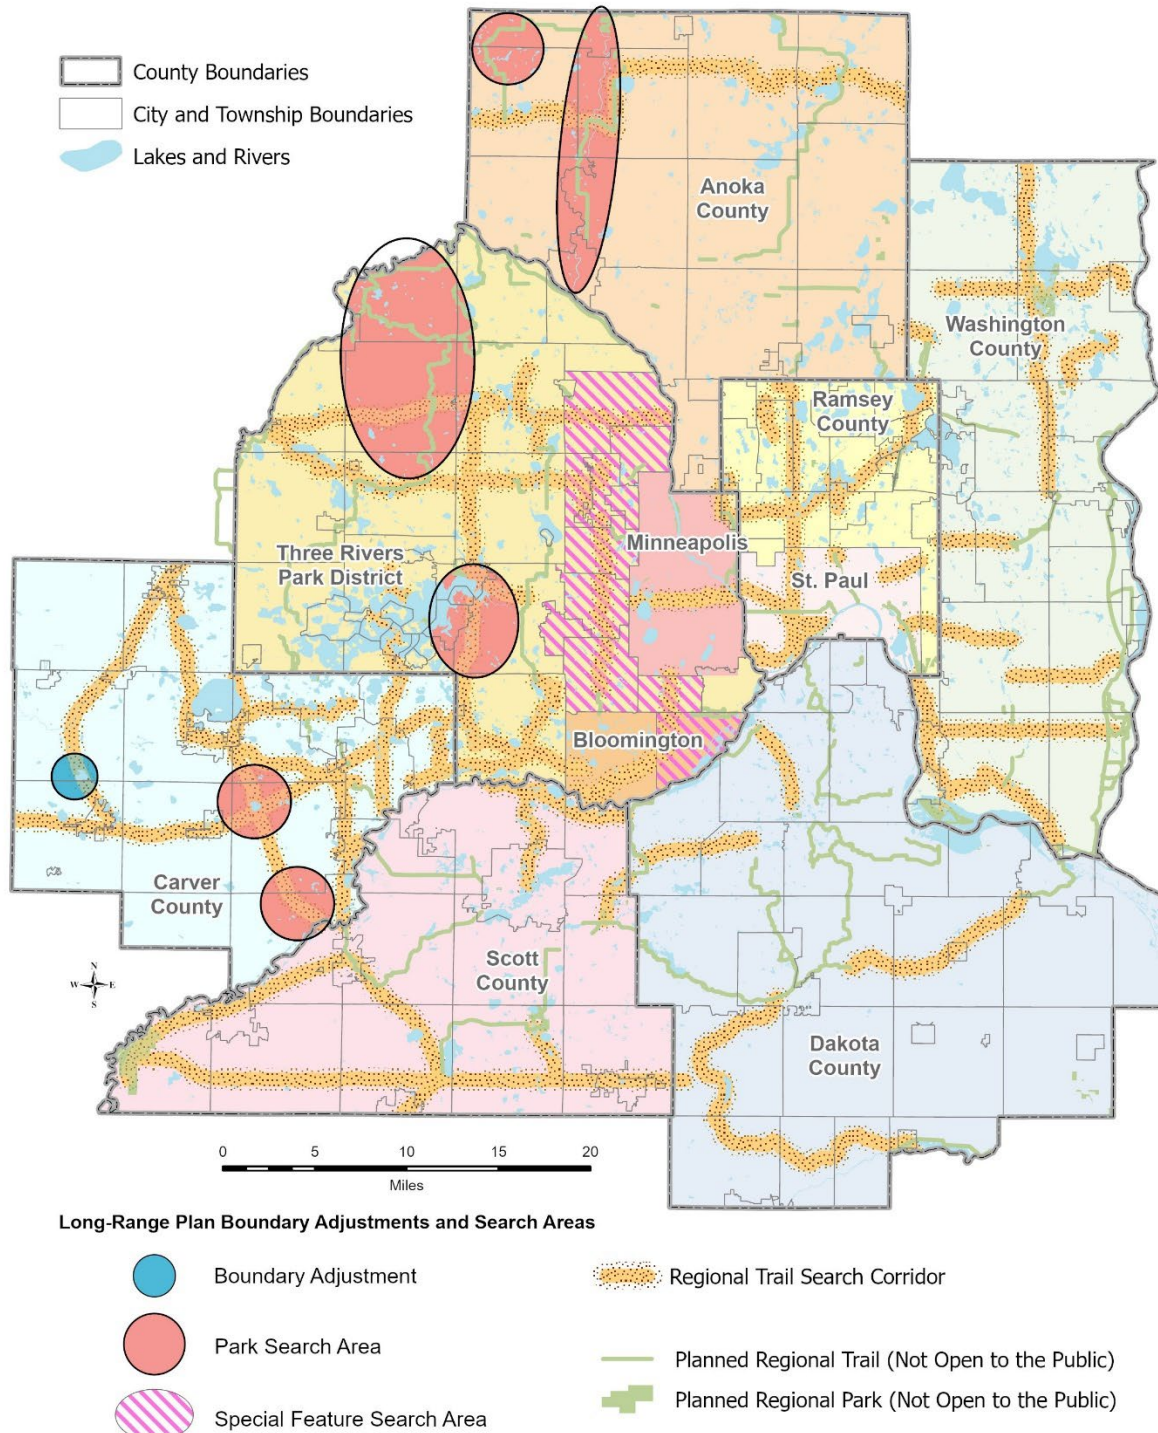 County Boundaries
City and Township Boundaries
Lakes and Rivers
Anoka
County
Washington
County
Ramsey
County
Minneapolis
Three Rivers
Park District
St. Paul
Bloomington
Carver
County
N
W E
S
Scott
County
Dakota
County
0 5 10 15 20
Miles
Long-Range Plan Boundary Adjustments and Search Areas
Boundary Adjustment
Regional Trail Search Corridor
Park Search Area
Planned Regional Trail (Not Open to the Public)
Planned Regional Park (Not Open to the Public)
Special Feature Search Area